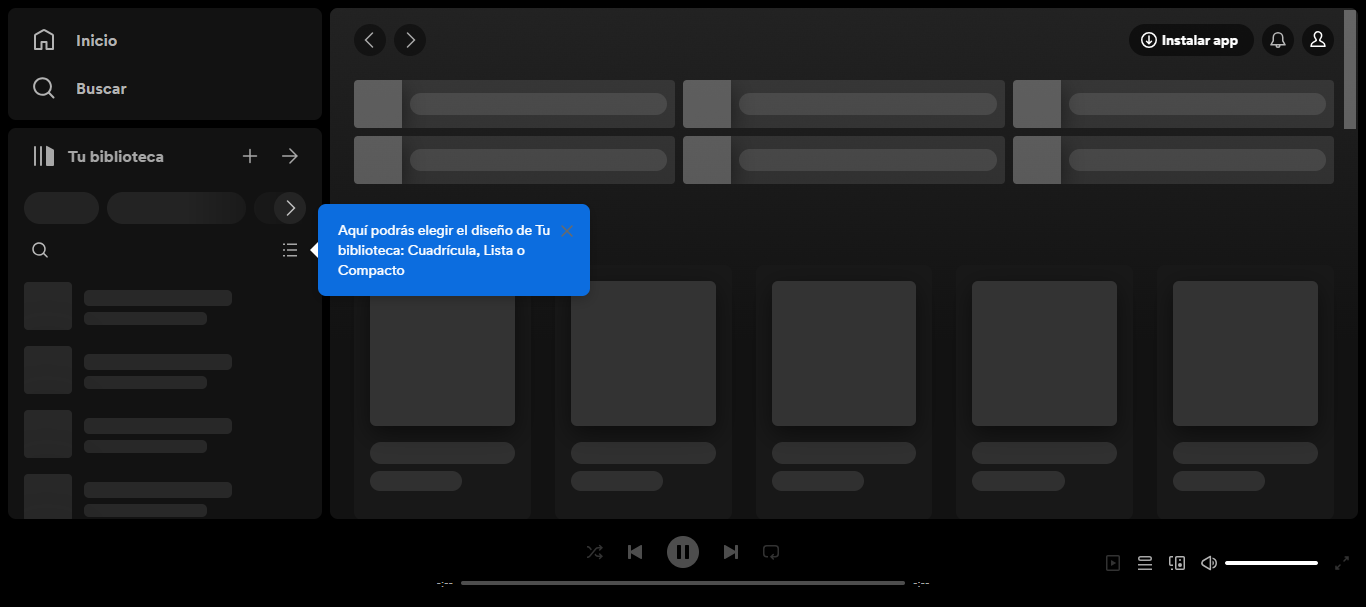 Inicio
Instalar app
Buscar
Tu biblioteca
Aquí podrás elegir el diseño de Tu
biblioteca: Cuadrícula, Lista o
Compacto
-:--
-:--